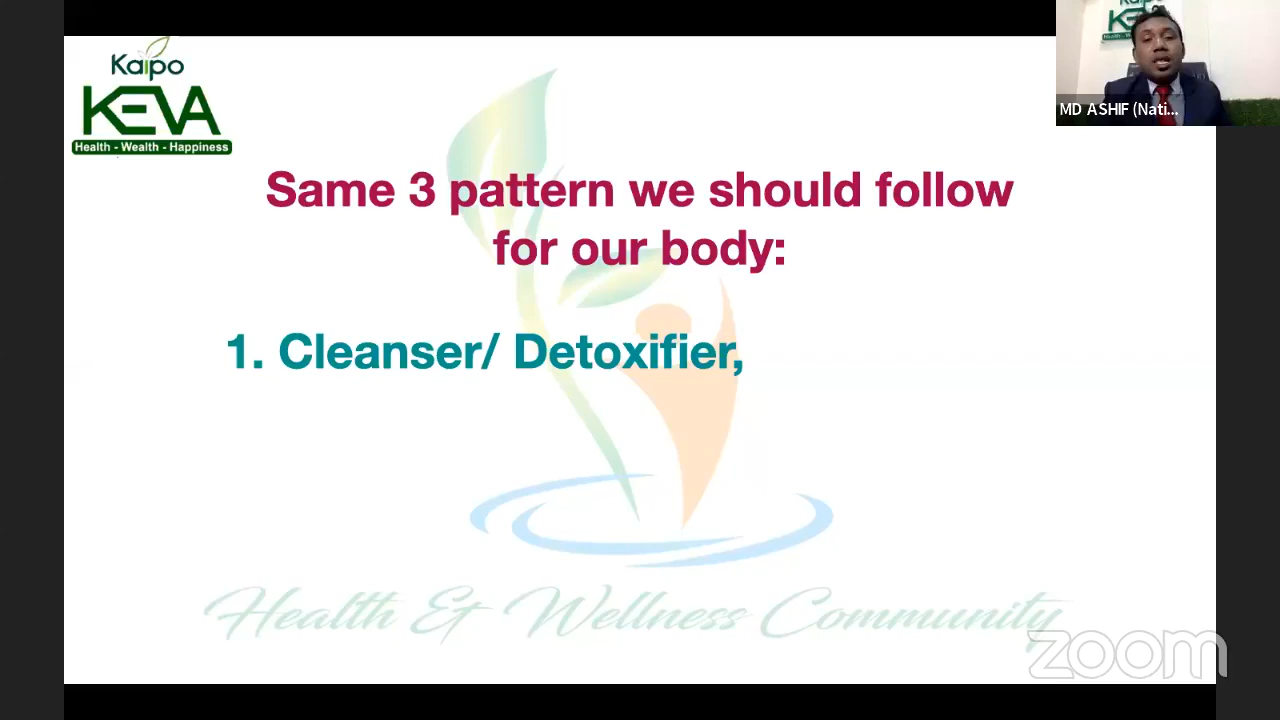 Kaipo
KEVA
Health - Wealth - Happiness
Same 3 pattern we should follow
for our body:
1. Cleanser/ Detoxifier,
Health & Wellness Community
zoom
MD ASHIF (Nati...